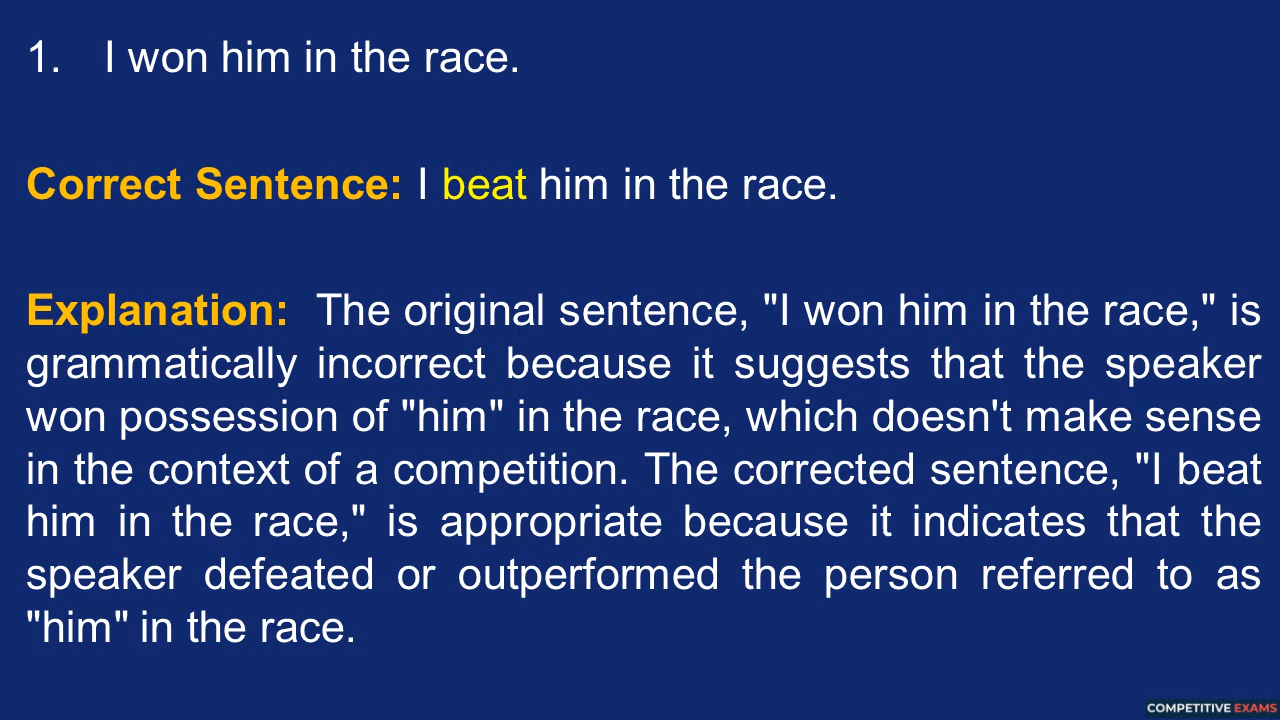 1. I won him in the race.
Correct Sentence: I beat him in the race.
Explanation: The original sentence, "I won him in the race," is
grammatically incorrect because it suggests that the speaker
won possession of "him" in the race, which doesn't make sense
in the context of a competition. The corrected sentence, "I beat
him in the race," is appropriate because it indicates that the
speaker defeated or outperformed the person referred to as
"him" in the race.
COMPETITIVE EXAMS